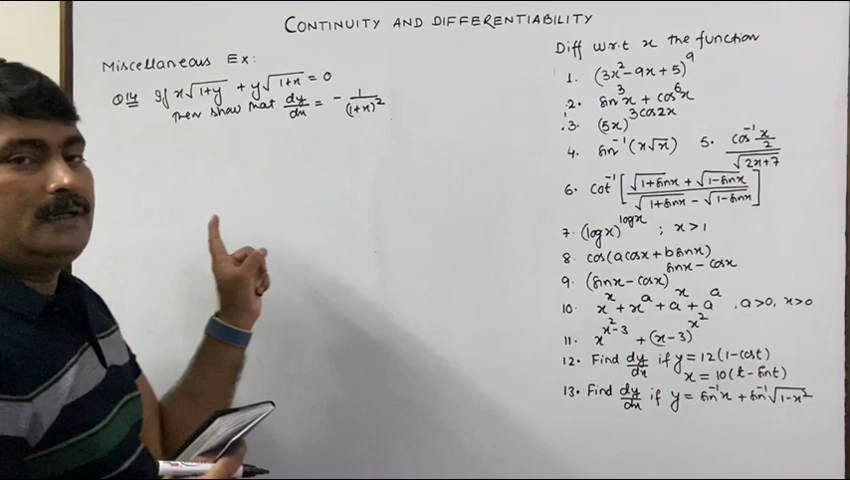 CONTINUITY AND DIFFERENTIABILITY
Miscellaneous Ex:
Q14 If x√(1+y) + y√(1+x) = 0
Then show that dy/dx = - 1/(1+x)²
Diff w.r.t x the function
1. (3x² - 9x + 5)⁹
2. sin³x + cos⁶x
3. (5x)^(3cos2x)
4. sin⁻¹(x√x) 5. cos⁻¹(x/2) / √(2x+7)
6. cot⁻¹[(√(1+sinx) + √(1-sinx)) / (√(1+sinx) - √(1-sinx))]
7. (logx)^(logx) ; x>1
8. cos(acosx + bsinx)
9. (sinx - cosx)^(sinx - cosx)
10. x^x + x^a + a^x + a^a , a>0, x>0
11. x^(x²-3) + (x-3)^(x²)
12. Find dy/dx if y = 12(1-cost)
x = 10(t - sint)
13. Find dy/dx if y = sin⁻¹x + sin⁻¹√(1-x²)